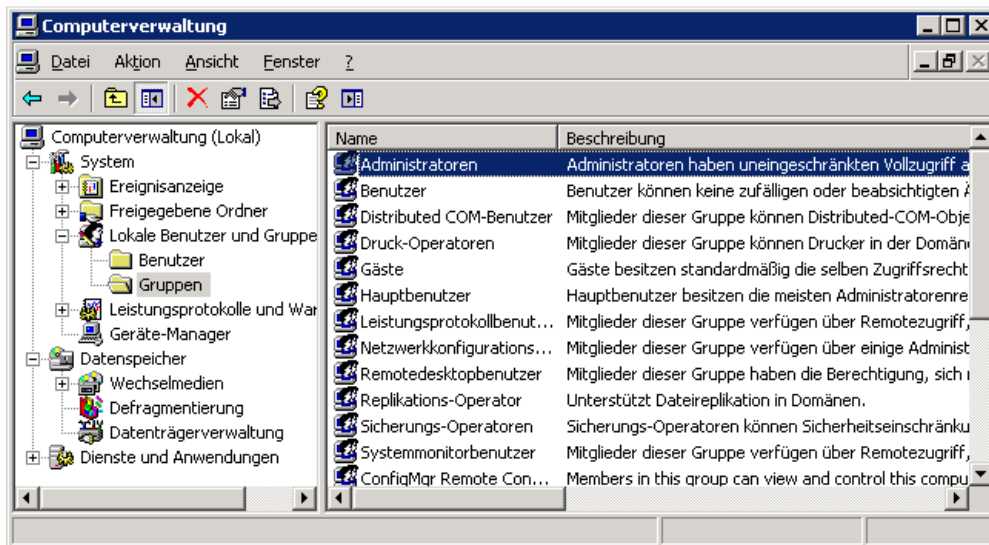 Computerverwaltung
Datei Aktion Ansicht Fenster ?
Computerverwaltung (Lokal)
System
Ereignisanzeige
Freigegebene Ordner
Lokale Benutzer und Gruppe
Benutzer
Gruppen
Leistungsprotokolle und War
Geräte-Manager
Datenspeicher
Wechselmedien
Defragmentierung
Datenträgerverwaltung
Dienste und Anwendungen
Name Beschreibung
Administratoren Administratoren haben uneingeschränkten Vollzugriff a
Benutzer Benutzer können keine zufälligen oder beabsichtigten Ä
Distributed COM-Benutzer Mitglieder dieser Gruppe können Distributed-COM-Obje
Druck-Operatoren Mitglieder dieser Gruppe können Drucker in der Domän
Gäste Gäste besitzen standardmäßig die selben Zugriffsrecht
Hauptbenutzer Hauptbenutzer besitzen die meisten Administratorenre
Leistungsprotokollbenut... Mitglieder dieser Gruppe verfügen über Remotezugriff,
Netzwerkkonfigurations... Mitglieder dieser Gruppe verfügen über einige Administ
Remotedesktopbenutzer Mitglieder dieser Gruppe haben die Berechtigung, sich
Replikations-Operator Unterstützt Dateireplikation in Domänen.
Sicherungs-Operatoren Sicherungs-Operatoren können Sicherheitseinschränku
Systemmonitorbenutzer Mitglieder dieser Gruppe verfügen über Remotezugriff,
ConfigMgr Remote Con... Members in this group can view and control this compu